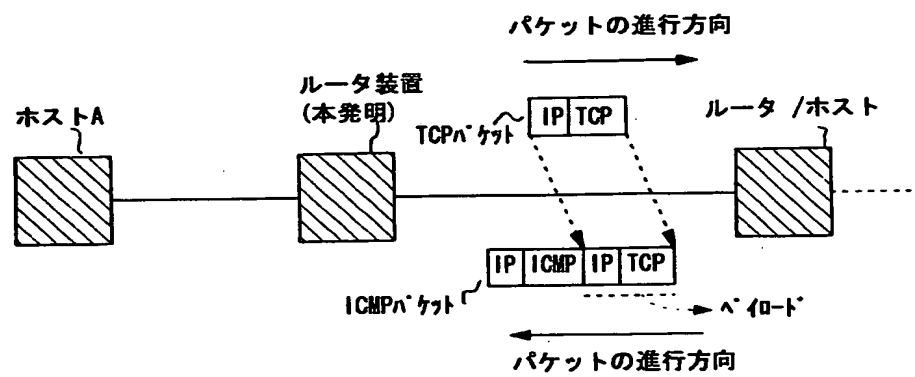 パケットの進行方向
ホストA
ルータ装置
(本発明)
ルータ /ホスト
TCPﾊﾟｹｯﾄ
IP TCP
IP ICMP IP TCP
ICMPﾊﾟｹｯﾄ
ﾍﾟｲﾛｰﾄﾞ
パケットの進行方向